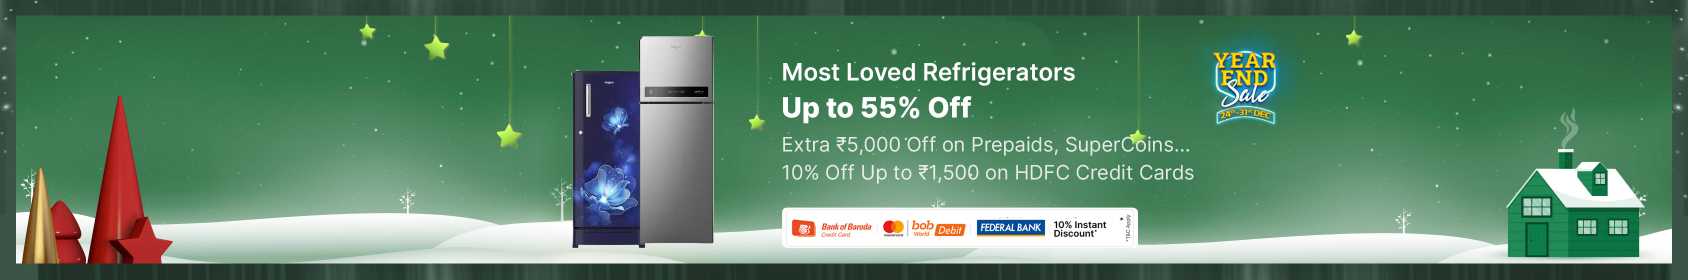 Most Loved Refrigerators
Up to 55% Off
Extra ₹5,000 Off on Prepaids, SuperCoins...
10% Off Up to ₹1,500 on HDFC Credit Cards
Bank of Baroda
Credit Card
bob
World
Debit
FEDERAL BANK
10% Instant
Discount*
*T&C Apply
YEAR
END
Sale
24th-31st DEC